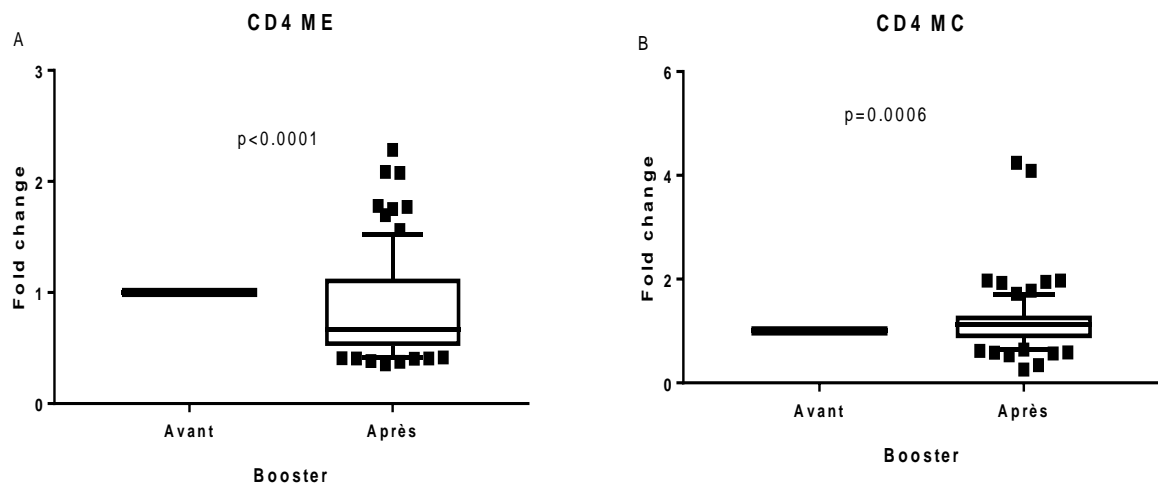 A
CD4 ME
Fold change
3
2
1
0
p<0.0001
Avant
Après
Booster
B
CD4 MC
Fold change
6
4
2
0
p=0.0006
Avant
Après
Booster